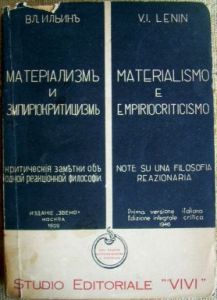 ВЛ. ИЛЬИНЪ
МАТЕРІАЛИЗМЪ
И
ЭМПИРІОКРИТИЦИЗМЪ
КРИТИЧЕСКІЯ ЗАМѢТКИ ОБЪ
ОДНОЙ РЕАКЦІОННОЙ ФИЛОСОФІИ
ИЗДАНІЕ „ЗВЕНО"
МОСКВА
1909
V.I. LENIN
MATERIALISMO
E
EMPIRIOCRITICISMO
NOTE SU UNA FILOSOFIA
REAZIONARIA
Prima versione italiana
Edizione integrale critica
1946
STUDIO EDITORIALE "VIVI"